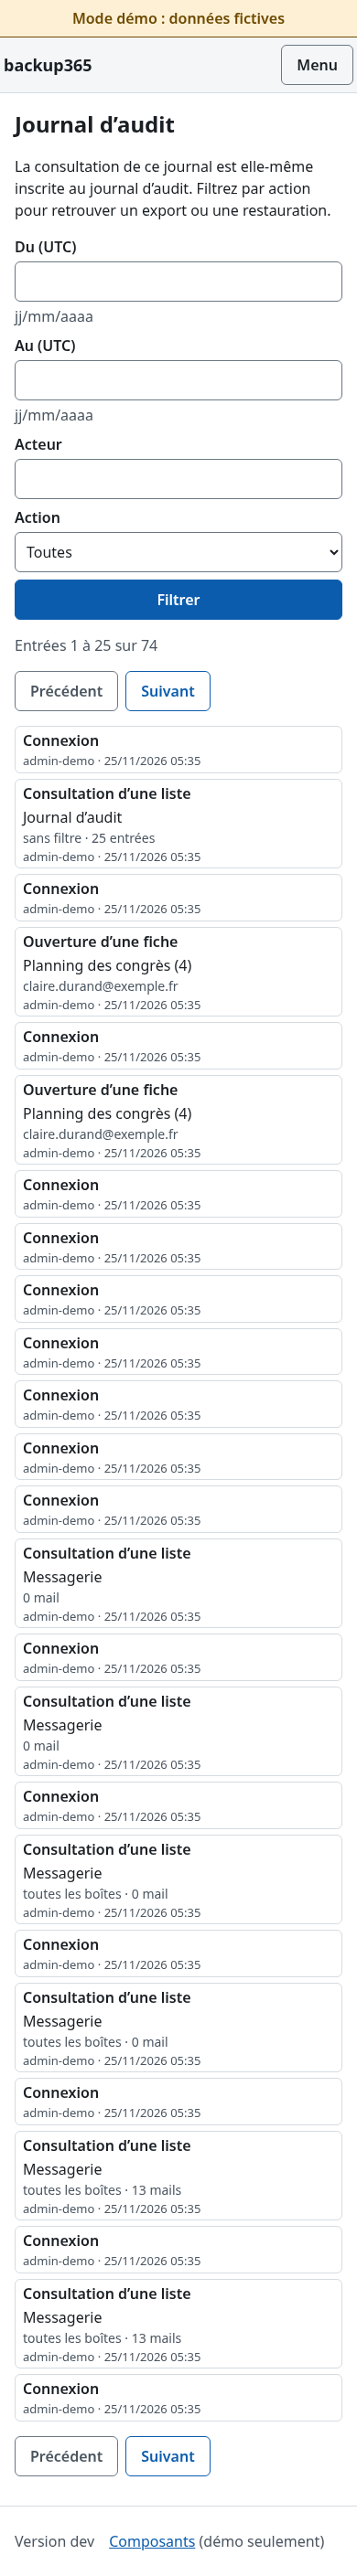 Mode démo : données fictives
backup365
Menu
Journal d’audit
La consultation de ce journal est elle-même
inscrite au journal d’audit. Filtrez par action
pour retrouver un export ou une restauration.
Du (UTC)
jj/mm/aaaa
Au (UTC)
jj/mm/aaaa
Acteur
Action
Toutes
Filtrer
Entrées 1 à 25 sur 74
Précédent
Suivant
Connexion
admin-demo · 25/11/2026 05:35
Consultation d’une liste
Journal d’audit
sans filtre · 25 entrées
admin-demo · 25/11/2026 05:35
Connexion
admin-demo · 25/11/2026 05:35
Ouverture d’une fiche
Planning des congrès (4)
claire.durand@exemple.fr
admin-demo · 25/11/2026 05:35
Connexion
admin-demo · 25/11/2026 05:35
Ouverture d’une fiche
Planning des congrès (4)
claire.durand@exemple.fr
admin-demo · 25/11/2026 05:35
Connexion
admin-demo · 25/11/2026 05:35
Connexion
admin-demo · 25/11/2026 05:35
Connexion
admin-demo · 25/11/2026 05:35
Connexion
admin-demo · 25/11/2026 05:35
Connexion
admin-demo · 25/11/2026 05:35
Connexion
admin-demo · 25/11/2026 05:35
Connexion
admin-demo · 25/11/2026 05:35
Consultation d’une liste
Messagerie
0 mail
admin-demo · 25/11/2026 05:35
Connexion
admin-demo · 25/11/2026 05:35
Consultation d’une liste
Messagerie
0 mail
admin-demo · 25/11/2026 05:35
Connexion
admin-demo · 25/11/2026 05:35
Consultation d’une liste
Messagerie
toutes les boîtes · 0 mail
admin-demo · 25/11/2026 05:35
Connexion
admin-demo · 25/11/2026 05:35
Consultation d’une liste
Messagerie
toutes les boîtes · 0 mail
admin-demo · 25/11/2026 05:35
Connexion
admin-demo · 25/11/2026 05:35
Consultation d’une liste
Messagerie
toutes les boîtes · 13 mails
admin-demo · 25/11/2026 05:35
Connexion
admin-demo · 25/11/2026 05:35
Consultation d’une liste
Messagerie
toutes les boîtes · 13 mails
admin-demo · 25/11/2026 05:35
Connexion
admin-demo · 25/11/2026 05:35
Précédent
Suivant
Version dev Composants (démo seulement)